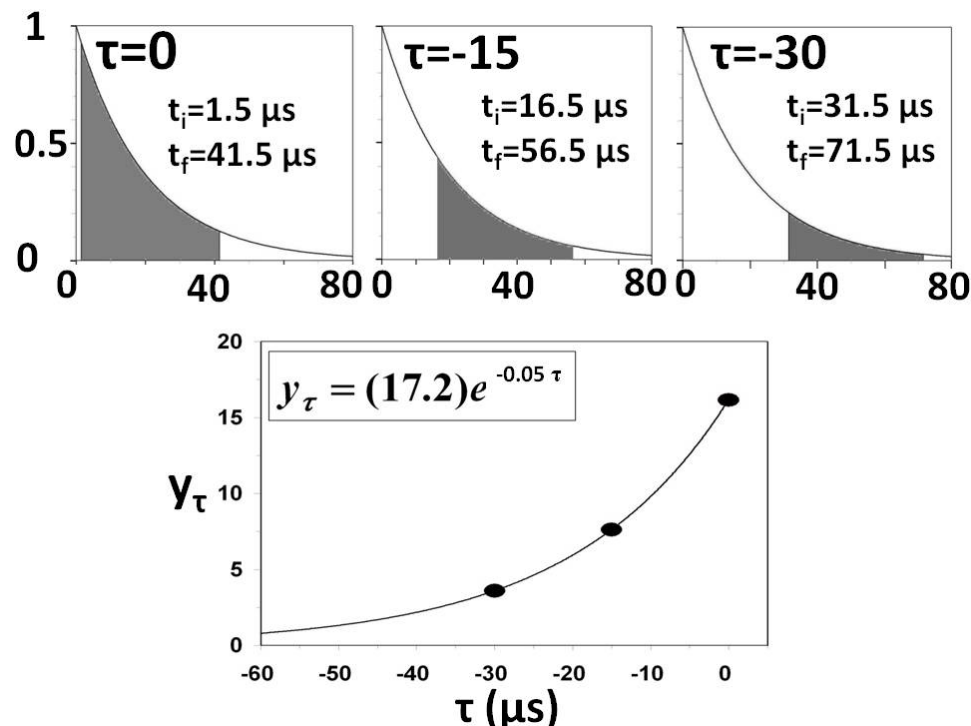 1
0.5
0
τ=0
t_i=1.5 μs
t_f=41.5 μs
0 40 80
τ=-15
t_i=16.5 μs
t_f=56.5 μs
0 40 80
τ=-30
t_i=31.5 μs
t_f=71.5 μs
0 40 80
20
15
10
5
0
y_τ
y_τ = (17.2)e^{-0.05 τ}
-60 -50 -40 -30 -20 -10 0
τ (μs)